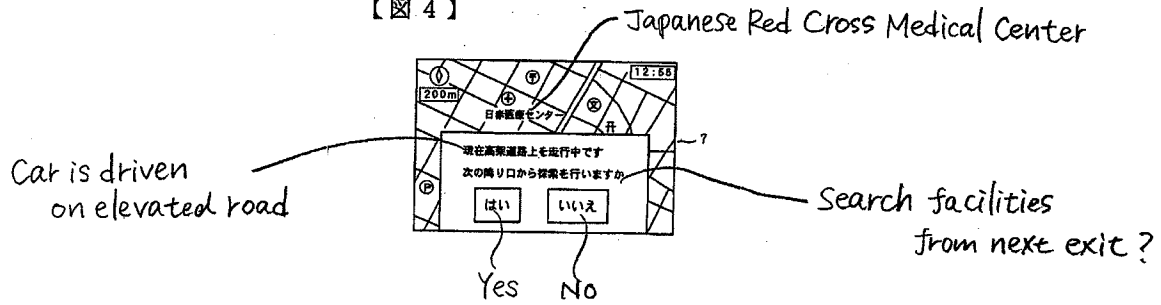 【図4】
Japanese Red Cross Medical Center
12:55
200m
日赤医療センター
7
現在高架道路上を走行中です
次の降り口から探索を行いますか
はい
いいえ
Car is driven
on elevated road
Search facilities
from next exit?
Yes
No